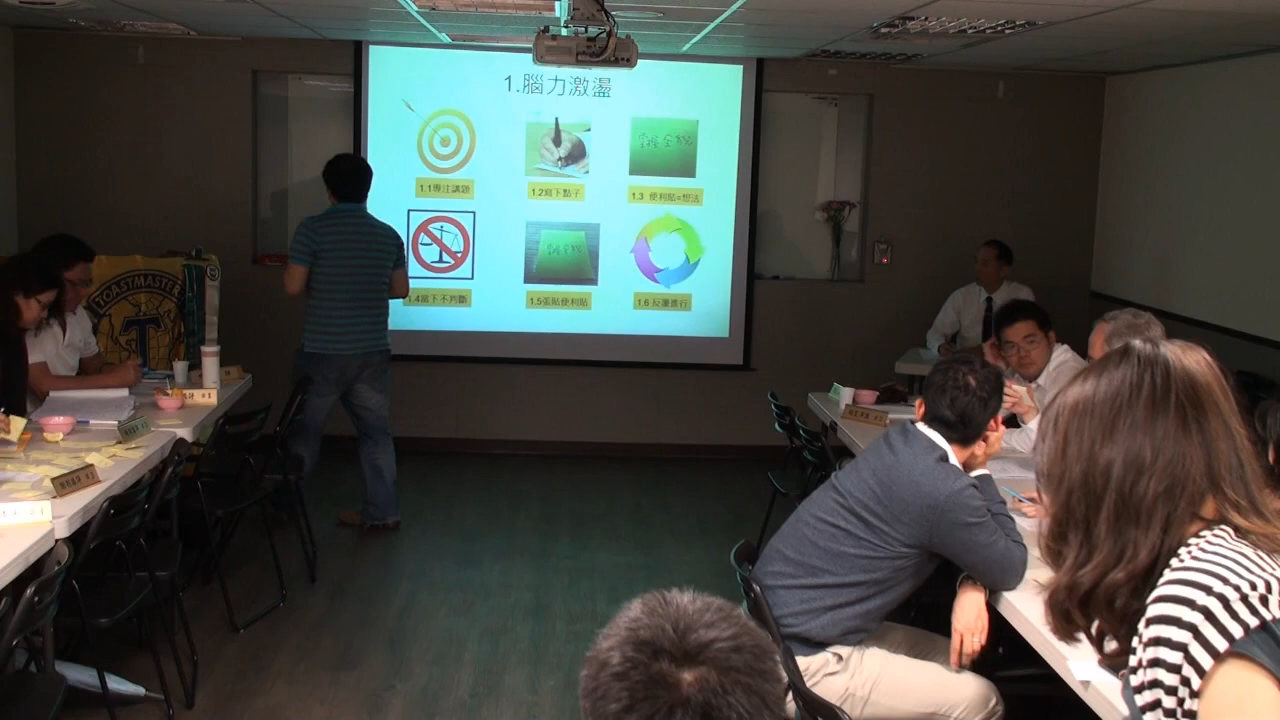 1.腦力激盪
1.1專注議題
1.2寫下點子
1.3 便利貼=想法
1.4當下不判斷
1.5張貼便利貼
1.6 反覆進行
TOASTMASTER
T